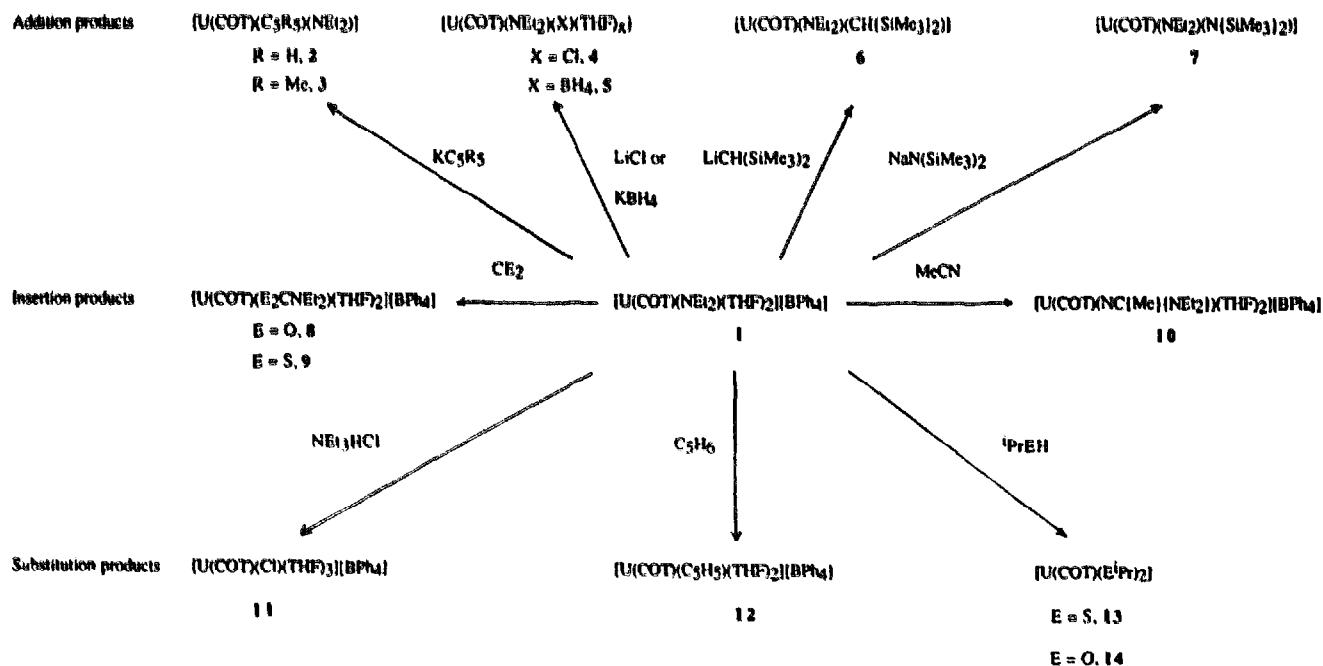 Addition products [U(COT)(C5R5)(NEt2)] [U(COT)(NEt2)(X)(THF)x] [U(COT)(NEt2)(CH{SiMe3}2)] [U(COT)(NEt2)(N{SiMe3}2)]
R = H, 2 X = Cl, 4 6 7
R = Me, 3 X = BH4, 5
KC5R5 LiCl or LiCH(SiMe3)2 NaN(SiMe3)2
KBH4
CE2 MeCN
Insertion products [U(COT)(E2CNEt2)(THF)2][BPh4] [U(COT)(NEt2)(THF)2][BPh4] [U(COT)(NC{Me}{NEt2})(THF)2][BPh4]
E = O, 8 1 10
E = S, 9
NEt3HCl C5H6 iPrEH
Substitution products [U(COT)(Cl)(THF)3][BPh4] [U(COT)(C5H5)(THF)2][BPh4] [U(COT)(EiPr)2]
11 12 E = S, 13
E = O, 14